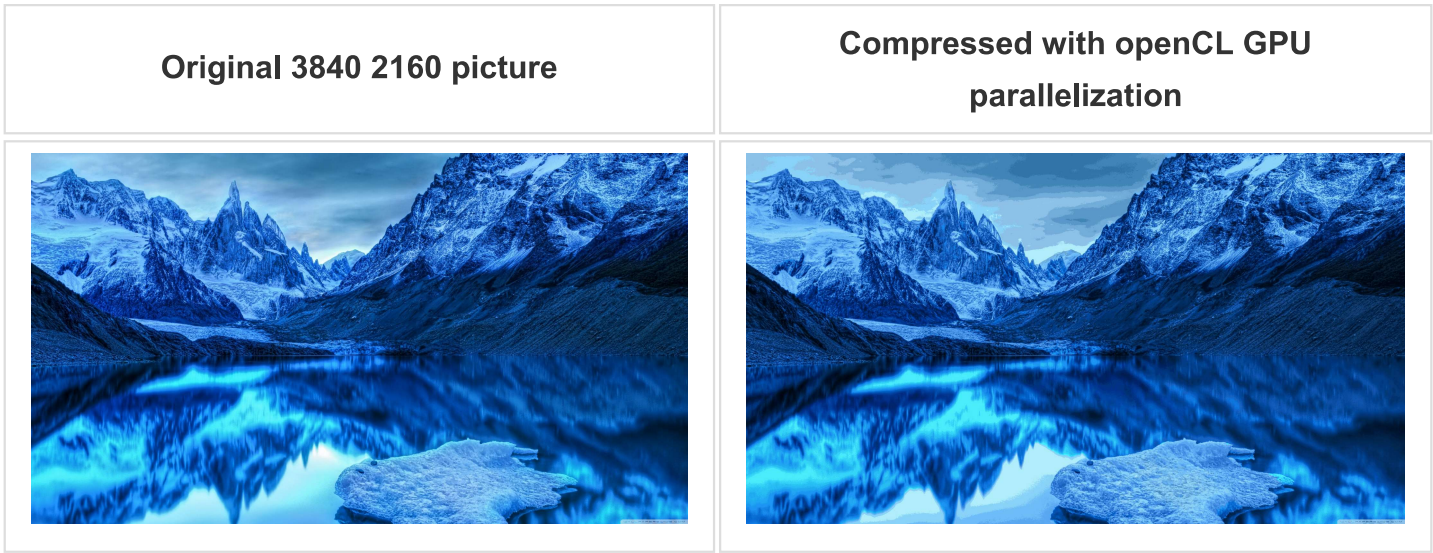 Original 3840 2160 picture
Compressed with openCL GPU
parallelization